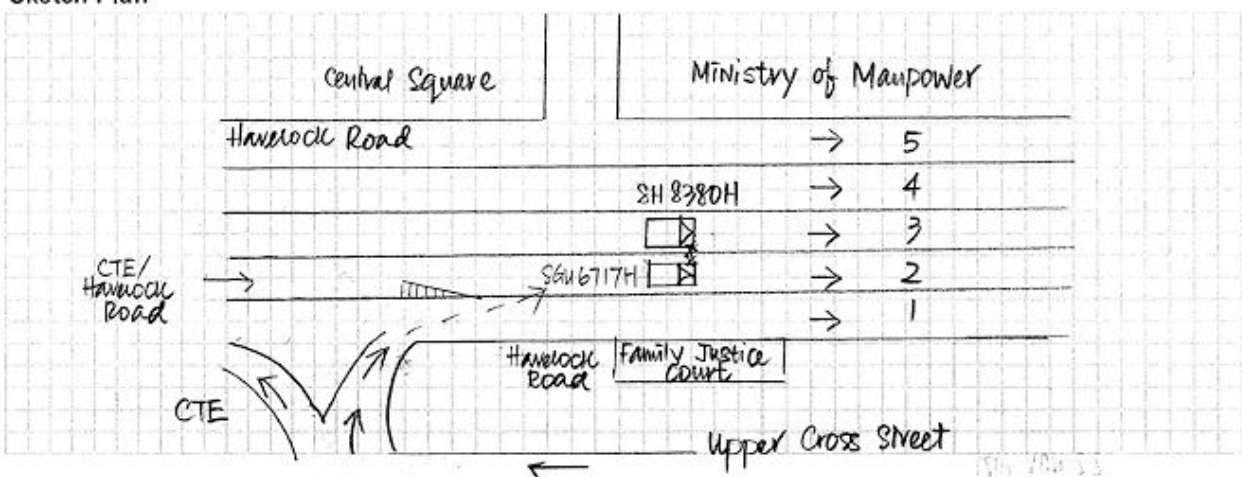 Sketch Plan
Central Square
Ministry of Manpower
Havelock Road
5
4
SH 8380H
3
CTE/
Havelock
Road
SGU6717H
2
1
Havelock
Road
Family Justice
Court
CTE
Upper Cross Street